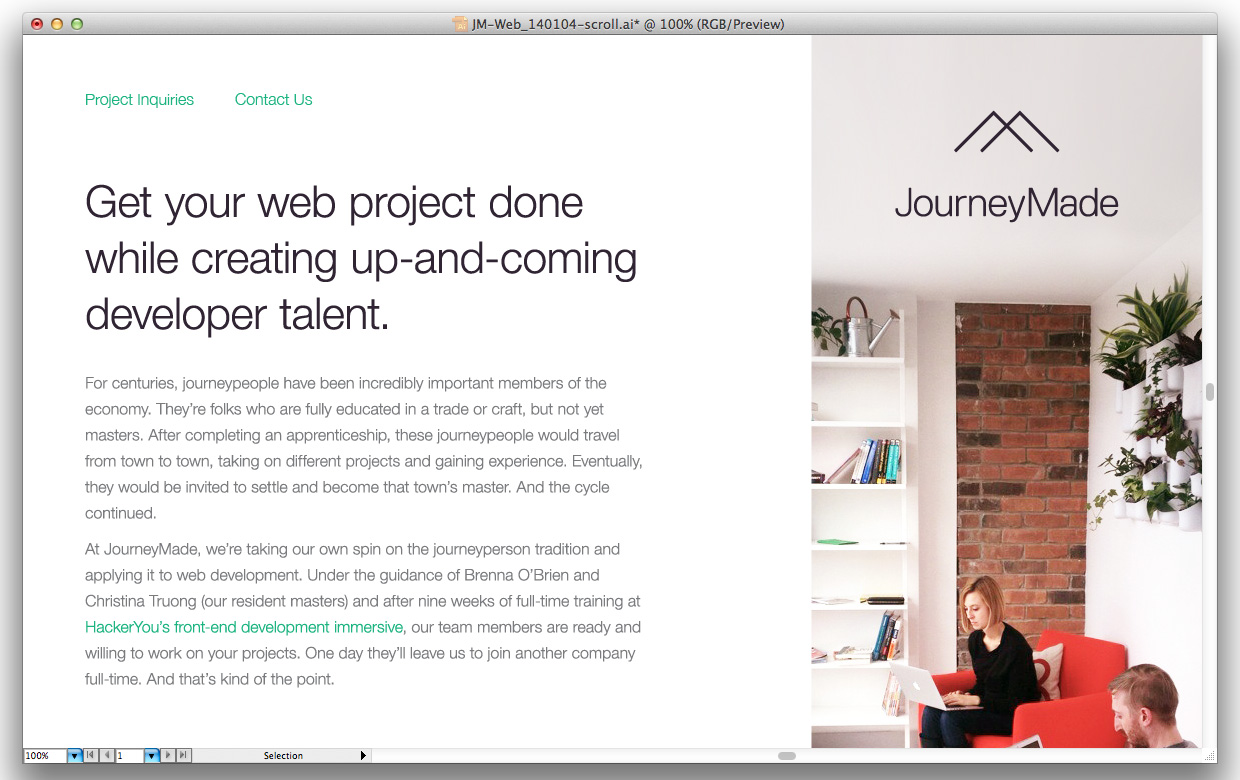 JM-Web_140104-scroll.ai* @ 100% (RGB/Preview)
Project Inquiries
Contact Us
JourneyMade
Get your web project done
while creating up-and-coming
developer talent.
For centuries, journeypeople have been incredibly important members of the
economy. They’re folks who are fully educated in a trade or craft, but not yet
masters. After completing an apprenticeship, these journeypeople would travel
from town to town, taking on different projects and gaining experience. Eventually,
they would be invited to settle and become that town’s master. And the cycle
continued.
At JourneyMade, we’re taking our own spin on the journeyperson tradition and
applying it to web development. Under the guidance of Brenna O’Brien and
Christina Truong (our resident masters) and after nine weeks of full-time training at
HackerYou’s front-end development immersive, our team members are ready and
willing to work on your projects. One day they’ll leave us to join another company
full-time. And that’s kind of the point.
100%
1
Selection